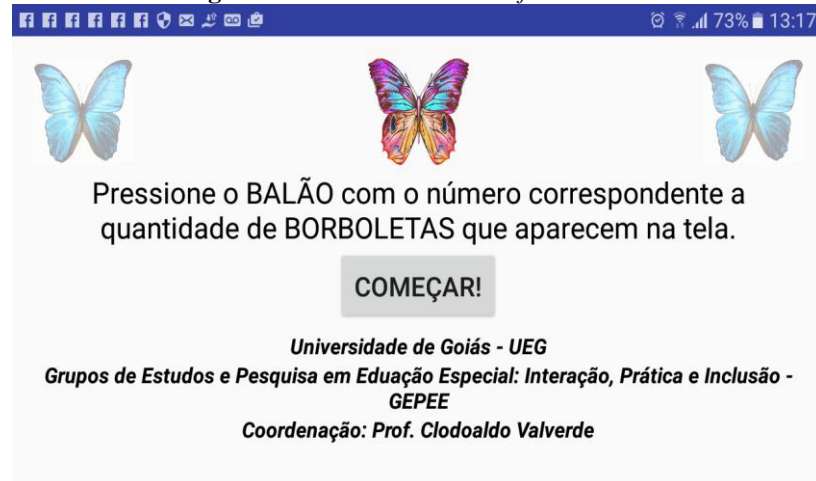 73% 13:17
Pressione o BALÃO com o número correspondente a
quantidade de BORBOLETAS que aparecem na tela.
COMEÇAR!
Universidade de Goiás - UEG
Grupos de Estudos e Pesquisa em Eduação Especial: Interação, Prática e Inclusão -
GEPEE
Coordenação: Prof. Clodoaldo Valverde